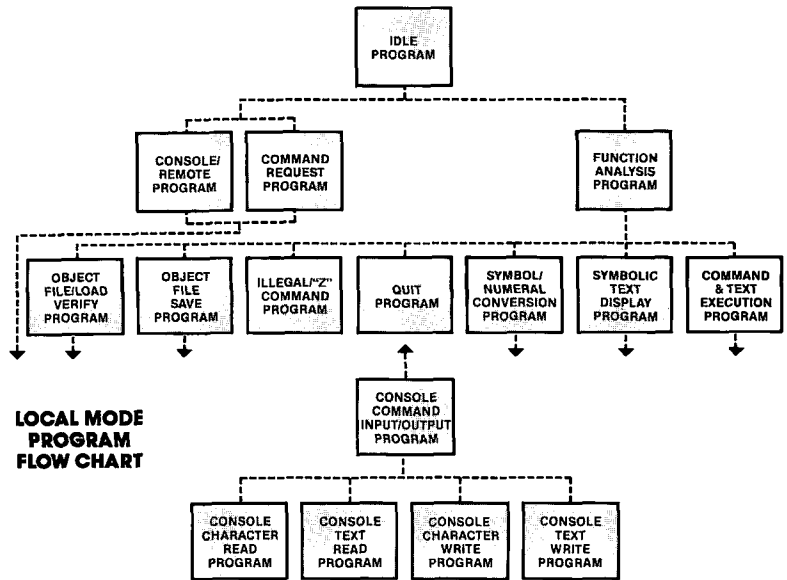 IDLE
PROGRAM
CONSOLE/
REMOTE
PROGRAM
COMMAND
REQUEST
PROGRAM
FUNCTION
ANALYSIS
PROGRAM
OBJECT
FILE/LOAD
VERIFY
PROGRAM
OBJECT
FILE
SAVE
PROGRAM
ILLEGAL/"Z"
COMMAND
PROGRAM
QUIT
PROGRAM
SYMBOL/
NUMERAL
CONVERSION
PROGRAM
SYMBOLIC
TEXT
DISPLAY
PROGRAM
COMMAND
& TEXT
EXECUTION
PROGRAM
CONSOLE
COMMAND
INPUT/OUTPUT
PROGRAM
LOCAL MODE
PROGRAM
FLOW CHART
CONSOLE
CHARACTER
READ
PROGRAM
CONSOLE
TEXT
READ
PROGRAM
CONSOLE
CHARACTER
WRITE
PROGRAM
CONSOLE
TEXT
WRITE
PROGRAM